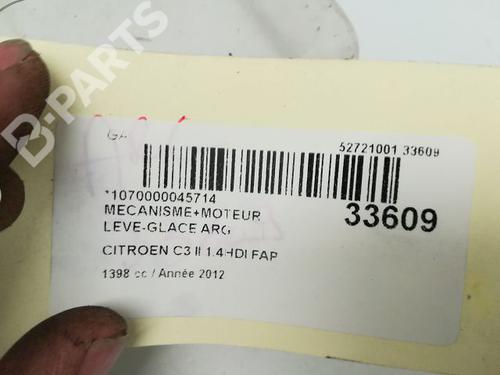 B-PARTS
GA
52721001 33609
*1070000045714
MECANISME+MOTEUR
LEVE-GLACE ARG
33609
CITROEN C3 II 1.4HDI FAP
1398 cc / Année 2012